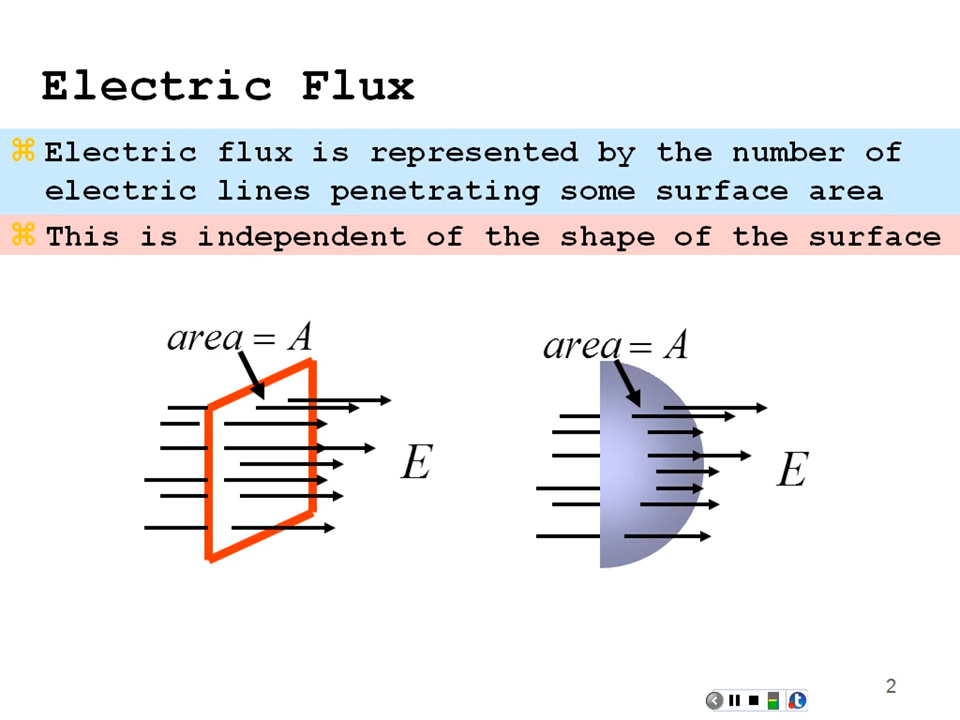 Electric Flux
⌘ Electric flux is represented by the number of
electric lines penetrating some surface area
⌘ This is independent of the shape of the surface
area = A
area = A
E
E
2